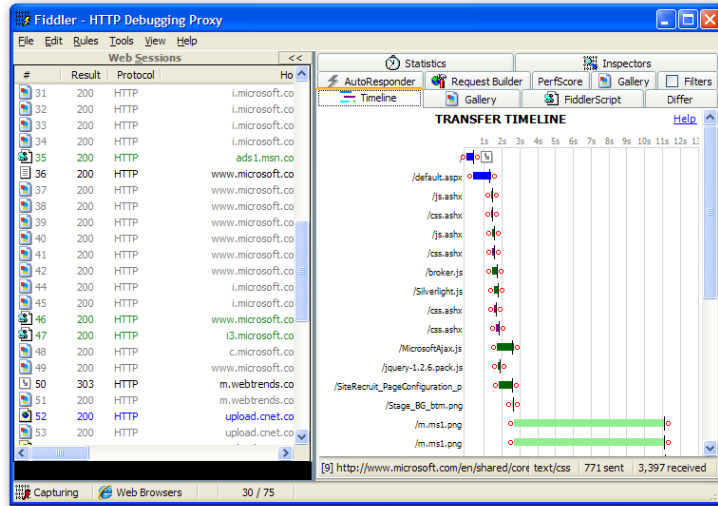 Fiddler - HTTP Debugging Proxy
File Edit Rules Tools View Help
Web Sessions <<
# Result Protocol Ho
31 200 HTTP i.microsoft.co
32 200 HTTP i.microsoft.co
33 200 HTTP i.microsoft.co
34 200 HTTP i.microsoft.co
35 200 HTTP ads1.msn.co
36 200 HTTP www.microsoft.co
37 200 HTTP www.microsoft.co
38 200 HTTP www.microsoft.co
39 200 HTTP www.microsoft.co
40 200 HTTP www.microsoft.co
41 200 HTTP www.microsoft.co
42 200 HTTP www.microsoft.co
44 200 HTTP i.microsoft.co
45 200 HTTP i.microsoft.co
46 200 HTTP www.microsoft.co
47 200 HTTP i3.microsoft.co
48 200 HTTP c.microsoft.co
49 200 HTTP www.microsoft.co
50 303 HTTP m.webtrends.co
51 200 HTTP m.webtrends.co
52 200 HTTP upload.cnet.co
53 200 HTTP upload.cnet.co
Statistics Inspectors
AutoResponder Request Builder PerfScore Gallery Filters
Timeline Gallery FiddlerScript Differ
TRANSFER TIMELINE Help
1s 2s 3s 4s 5s 6s 7s 8s 9s 10s 11s 12s 13
/default.aspx
/js.ashx
/css.ashx
/js.ashx
/css.ashx
/broker.js
/Silverlight.js
/css.ashx
/css.ashx
/MicrosoftAjax.js
/jquery-1.2.6.pack.js
/SiteRecruit_PageConfiguration_p
/Stage_BG_btm.png
/m.ms1.png
/m.ms1.png
[9] http://www.microsoft.com/en/shared/core text/css 771 sent 3,397 received
Capturing Web Browsers 30 / 75